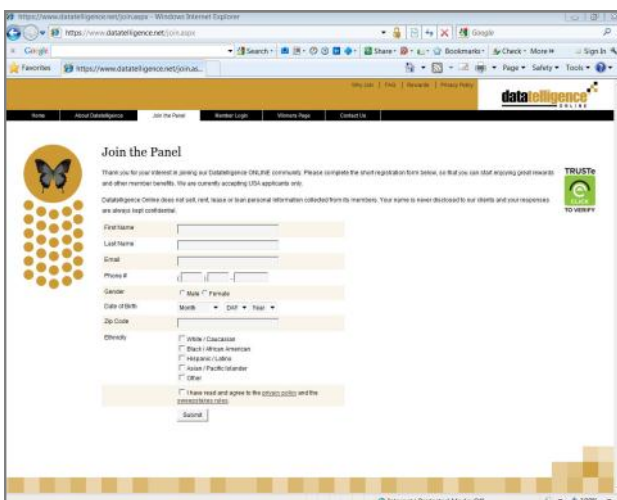 https://www.datatelligence.net/join.aspx - Windows Internet Explorer
https://www.datatelligence.net/join.aspx
Google
Google
Search
Share
Bookmarks
Check
More
Sign In
Favorites
https://www.datatelligence.net/join.as...
Page
Safety
Tools
Why Join | FAQ | Rewards | Privacy Policy
datatelligence
ONLINE
Home
About Datatelligence
Join the Panel
Member Login
Winners Page
Contact Us
Join the Panel
Thank you for your interest in joining our Datatelligence ONLINE community. Please complete the short registration form below, so that you can start enjoying great rewards
and other member benefits. We are currently accepting USA applicants only.
Datatelligence Online does not sell, rent, lease or loan personal information collected from its members. Your name is never disclosed to our clients and your responses
are always kept confidential.
TRUSTe
CLICK
TO VERIFY
First Name
Last Name
Email
Phone #
Gender
Male Female
Date of Birth
Month DAY Year
Zip Code
Ethnicity
White / Caucasian
Black / African American
Hispanic / Latino
Asian / Pacific Islander
Other
I have read and agree to the privacy policy and the
sweepstakes rules.
Submit